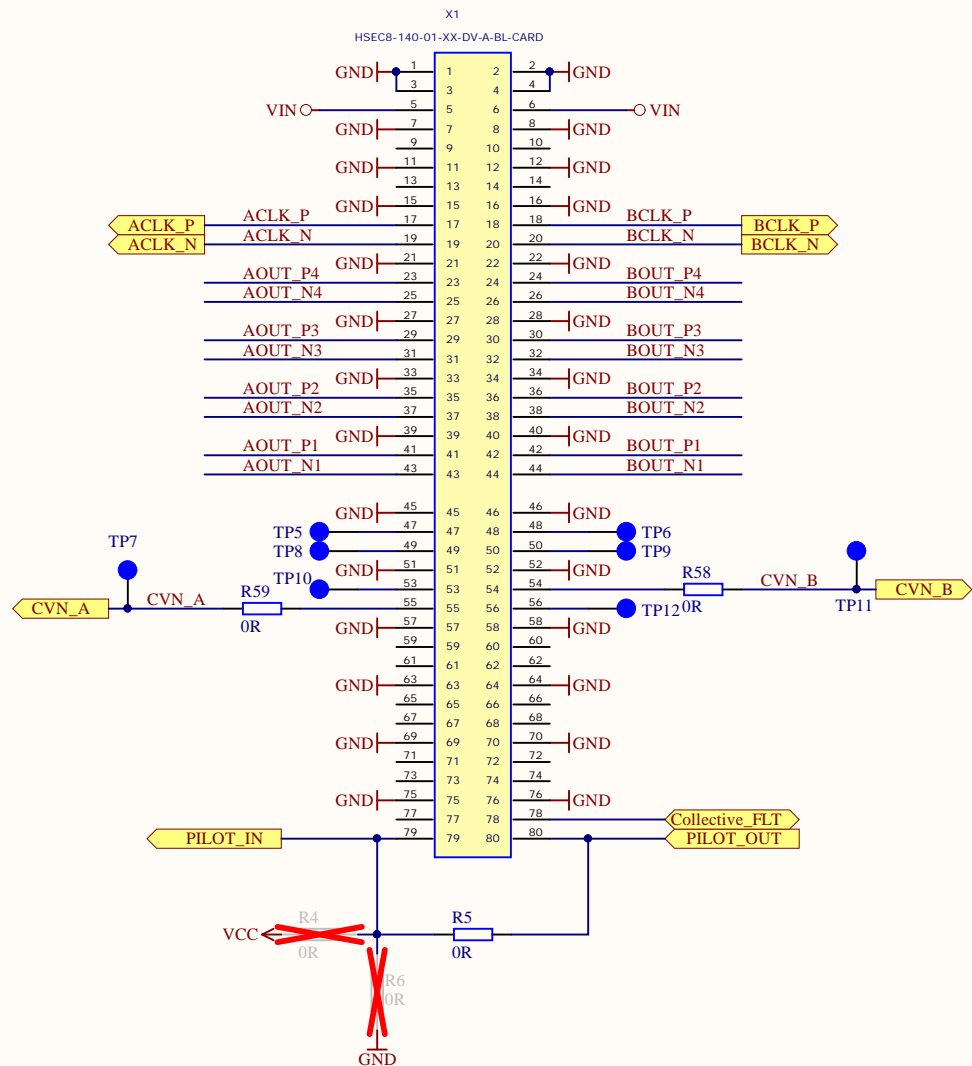 X1
HSEC8-140-01-XX-DV-A-BL-CARD
GND 1 1 2 2 GND
3 3 4 4
VIN 5 5 6 6 VIN
GND 7 7 8 8 GND
9 9 10 10
GND 11 11 12 12 GND
13 13 14 14
GND 15 15 16 16 GND
ACLK_P ACLK_P 17 17 18 18 BCLK_P BCLK_P
ACLK_N ACLK_N 19 19 20 20 BCLK_N BCLK_N
GND 21 21 22 22 GND
AOUT_P4 23 23 24 24 BOUT_P4
AOUT_N4 25 25 26 26 BOUT_N4
GND 27 27 28 28 GND
AOUT_P3 29 29 30 30 BOUT_P3
AOUT_N3 31 31 32 32 BOUT_N3
GND 33 33 34 34 GND
AOUT_P2 35 35 36 36 BOUT_P2
AOUT_N2 37 37 38 38 BOUT_N2
GND 39 39 40 40 GND
AOUT_P1 41 41 42 42 BOUT_P1
AOUT_N1 43 43 44 44 BOUT_N1
GND 45 45 46 46 GND
TP5 47 47 48 48 TP6
TP7 TP8 49 49 50 50 TP9
GND 51 51 52 52 GND
R59 TP10 53 53 54 54 R58 0R CVN_B CVN_B
CVN_A CVN_A 0R 55 55 56 56 TP12 TP11
GND 57 57 58 58 GND
59 59 60 60
61 61 62 62
GND 63 63 64 64 GND
65 65 66 66
67 67 68 68
GND 69 69 70 70 GND
71 71 72 72
73 73 74 74
GND 75 75 76 76 GND
77 77 78 78 Collective_FLT
PILOT_IN 79 79 80 80 PILOT_OUT
R4 R5
VCC
0R 0R
R6
0R
GND